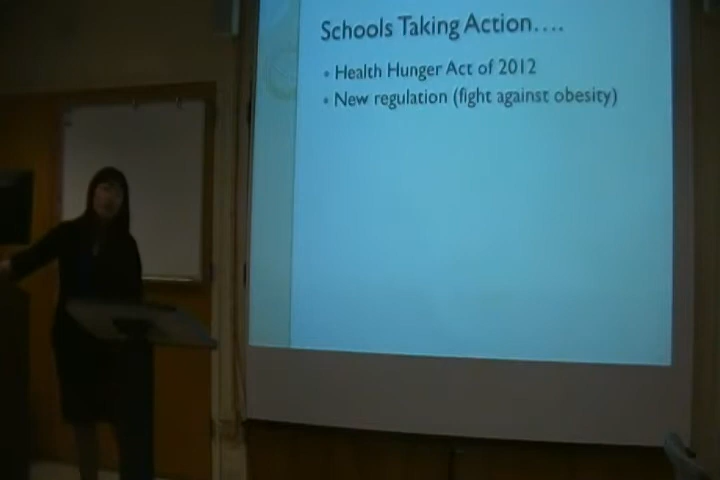 Schools Taking Action….
• Health Hunger Act of 2012
• New regulation (fight against obesity)